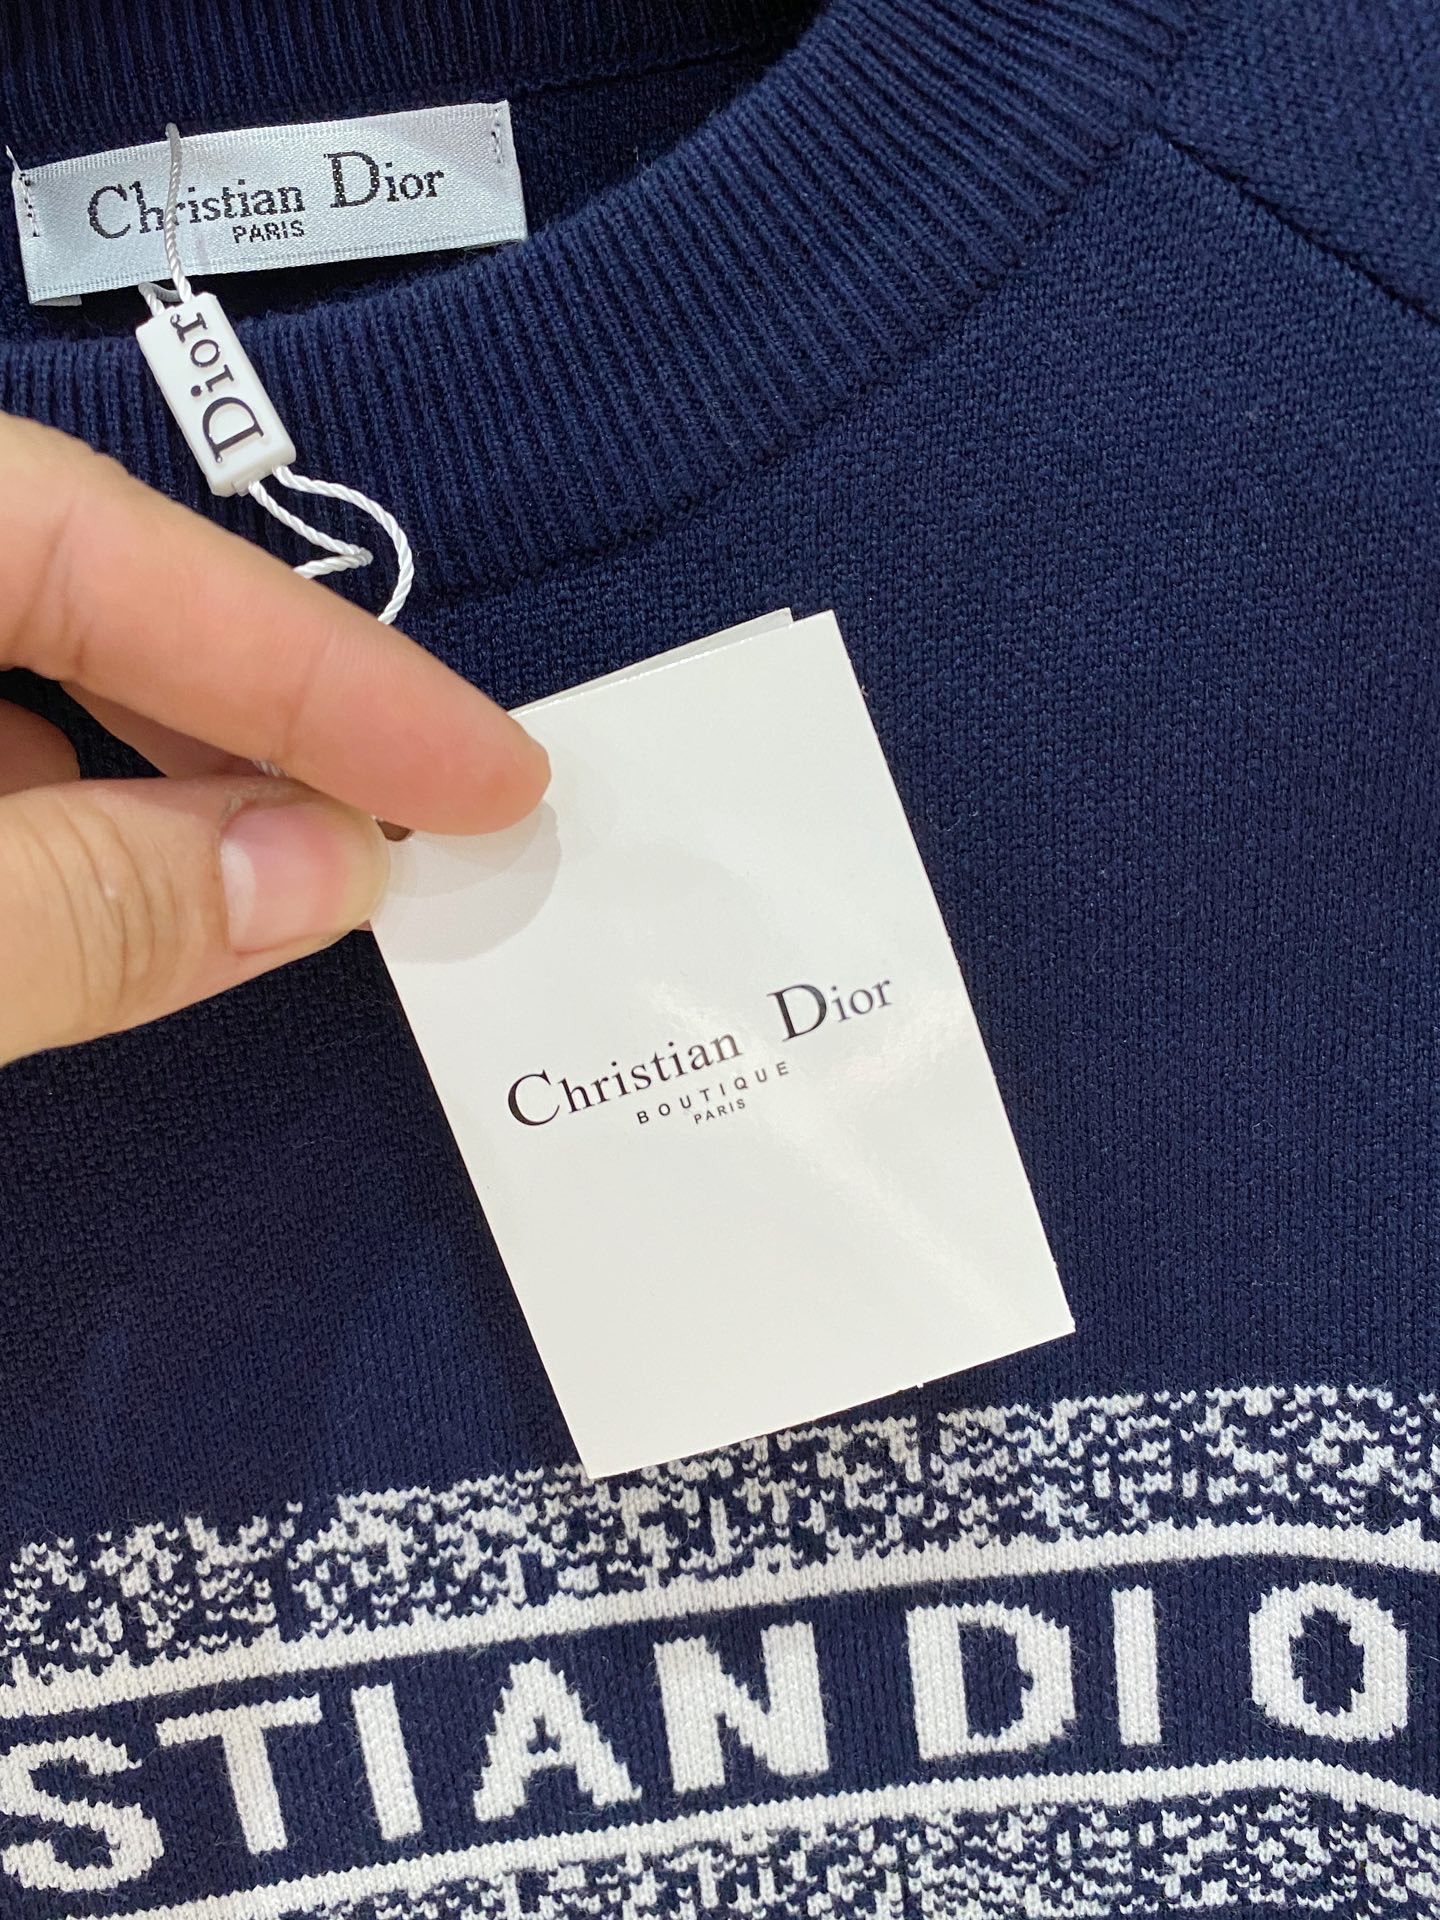 Christian Dior
PARIS
Dior
Christian Dior
BOUTIQUE
PARIS
STIAN DIO